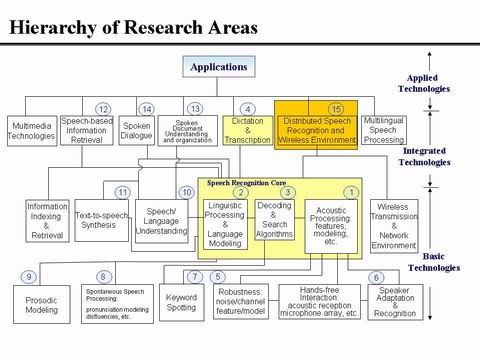 Hierarchy of Research Areas
Applications
Applied
Technologies
12
14
13
4
15
Multimedia
Technologies
Speech-based
Information
Retrieval
Spoken
Dialogue
Spoken
Document
Understanding
and organization
Dictation
&
Transcription
Distributed Speech
Recognition and
Wireless Environment
Multilingual
Speech
Processing
Integrated
Technologies
Speech Recognition Core
11
10
2
3
1
Information
Indexing &
Retrieval
Text-to-speech
Synthesis
Speech/
Language
Understanding
Linguistic
Processing
&
Language
Modeling
Decoding
&
Search
Algorithms
Acoustic
Processing:
features,
modeling,
etc.
Wireless
Transmission
& Network
Environment
Basic
Technologies
9
8
7
5
6
Prosodic
Modeling
Spontaneous Speech
Processing:
pronunciation modeling
disfluencies, etc.
Keyword
Spotting
Robustness:
noise/channel
feature/model
Hands-free
Interaction:
acoustic reception
microphone array, etc.
Speaker
Adaptation
&
Recognition